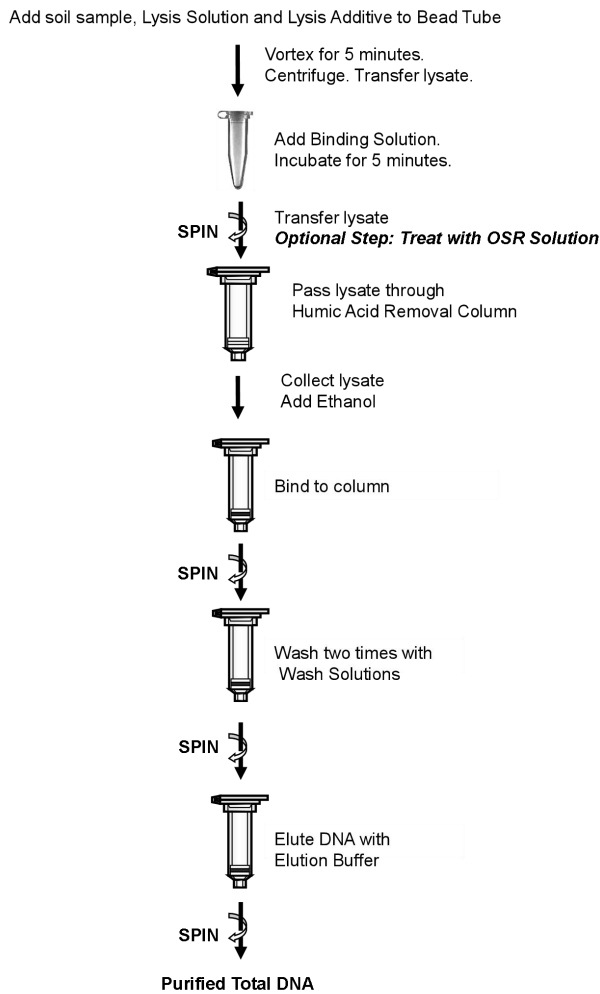 Add soil sample, Lysis Solution and Lysis Additive to Bead Tube
Vortex for 5 minutes.
Centrifuge. Transfer lysate.
Add Binding Solution.
Incubate for 5 minutes.
SPIN
Transfer lysate
Optional Step: Treat with OSR Solution
Pass lysate through
Humic Acid Removal Column
Collect lysate
Add Ethanol
Bind to column
SPIN
Wash two times with
Wash Solutions
SPIN
Elute DNA with
Elution Buffer
SPIN
Purified Total DNA